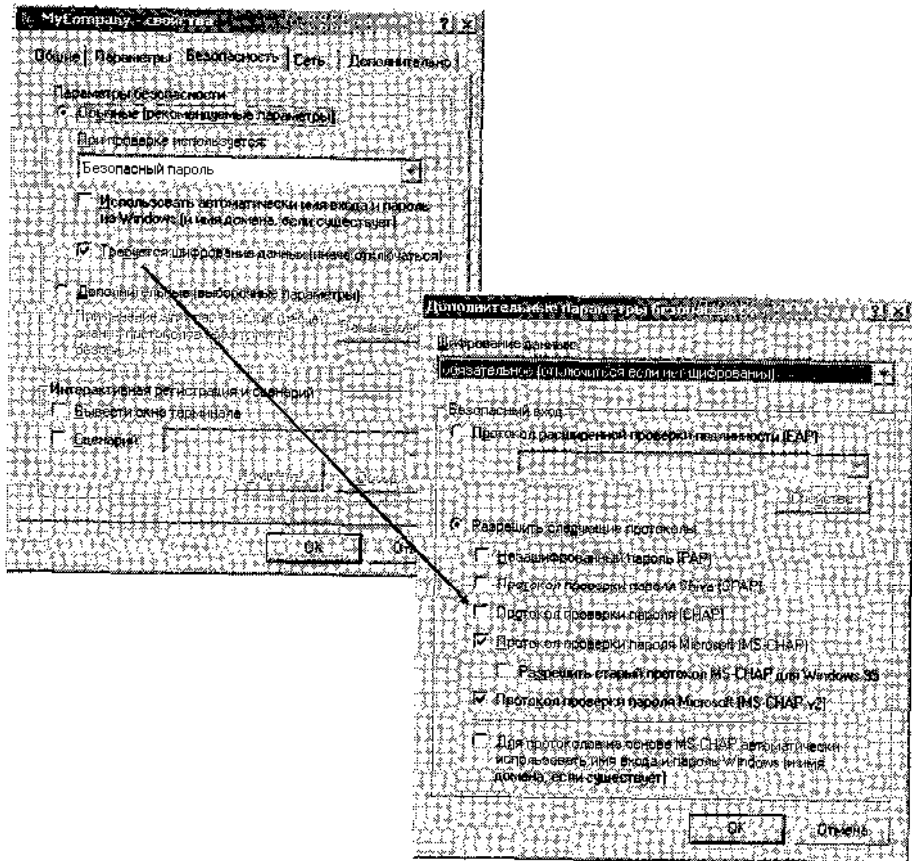 MyCompany - свойства
Общие Параметры Безопасность Сеть Дополнительно
Параметры безопасности
Обычные (рекомендуемые параметры)
При проверке используется:
Безопасный пароль
Использовать автоматически имя входа и пароль
из Windows (и имя домена, если существует)
Требуется шифрование данных (иначе отключаться)
Дополнительные (выборочные параметры)
Интерактивная регистрация и сценарий
Вывести окно терминала
Сценарий:
OK
Дополнительные параметры безопасности
Шифрование данных:
обязательное (отключиться если нет шифрования)
Безопасный вход
Протокол расширенной проверки подлинности (EAP)
Свойства
Разрешить следующие протоколы
Незашифрованный пароль (PAP)
Протокол проверки пароля Shiva (SPAP)
Протокол проверки пароля (CHAP)
Протокол проверки пароля Microsoft (MS-CHAP)
Разрешить старый протокол MS-CHAP для Windows 95
Протокол проверки пароля Microsoft (MS-CHAP v2)
Для протоколов на основе MS-CHAP автоматически
использовать имя входа и пароль Windows (и имя
домена, если существует)
OK Отмена